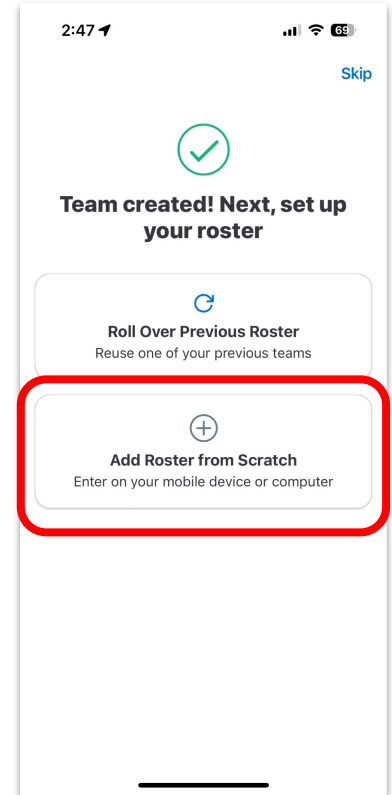 2:47
69
Skip
Team created! Next, set up
your roster
Roll Over Previous Roster
Reuse one of your previous teams
Add Roster from Scratch
Enter on your mobile device or computer